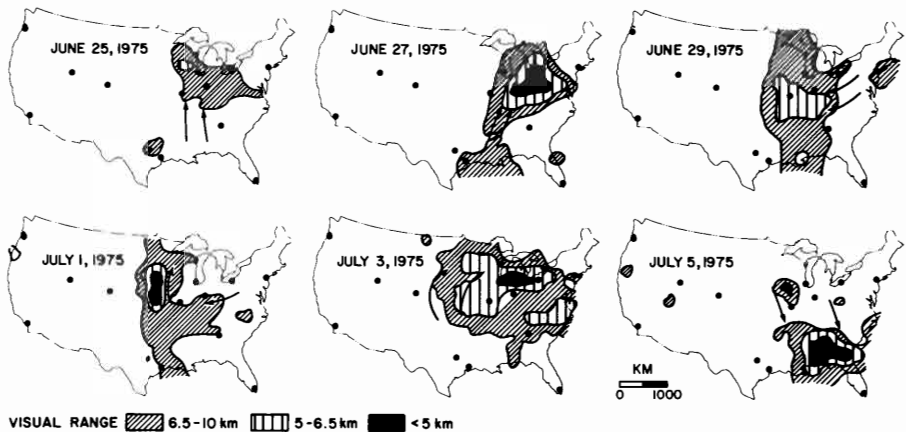 JUNE 25, 1975
JUNE 27, 1975
JUNE 29, 1975
JULY 1, 1975
JULY 3, 1975
JULY 5, 1975
KM
0 1000
VISUAL RANGE 6.5-10 km 5-6.5 km <5 km